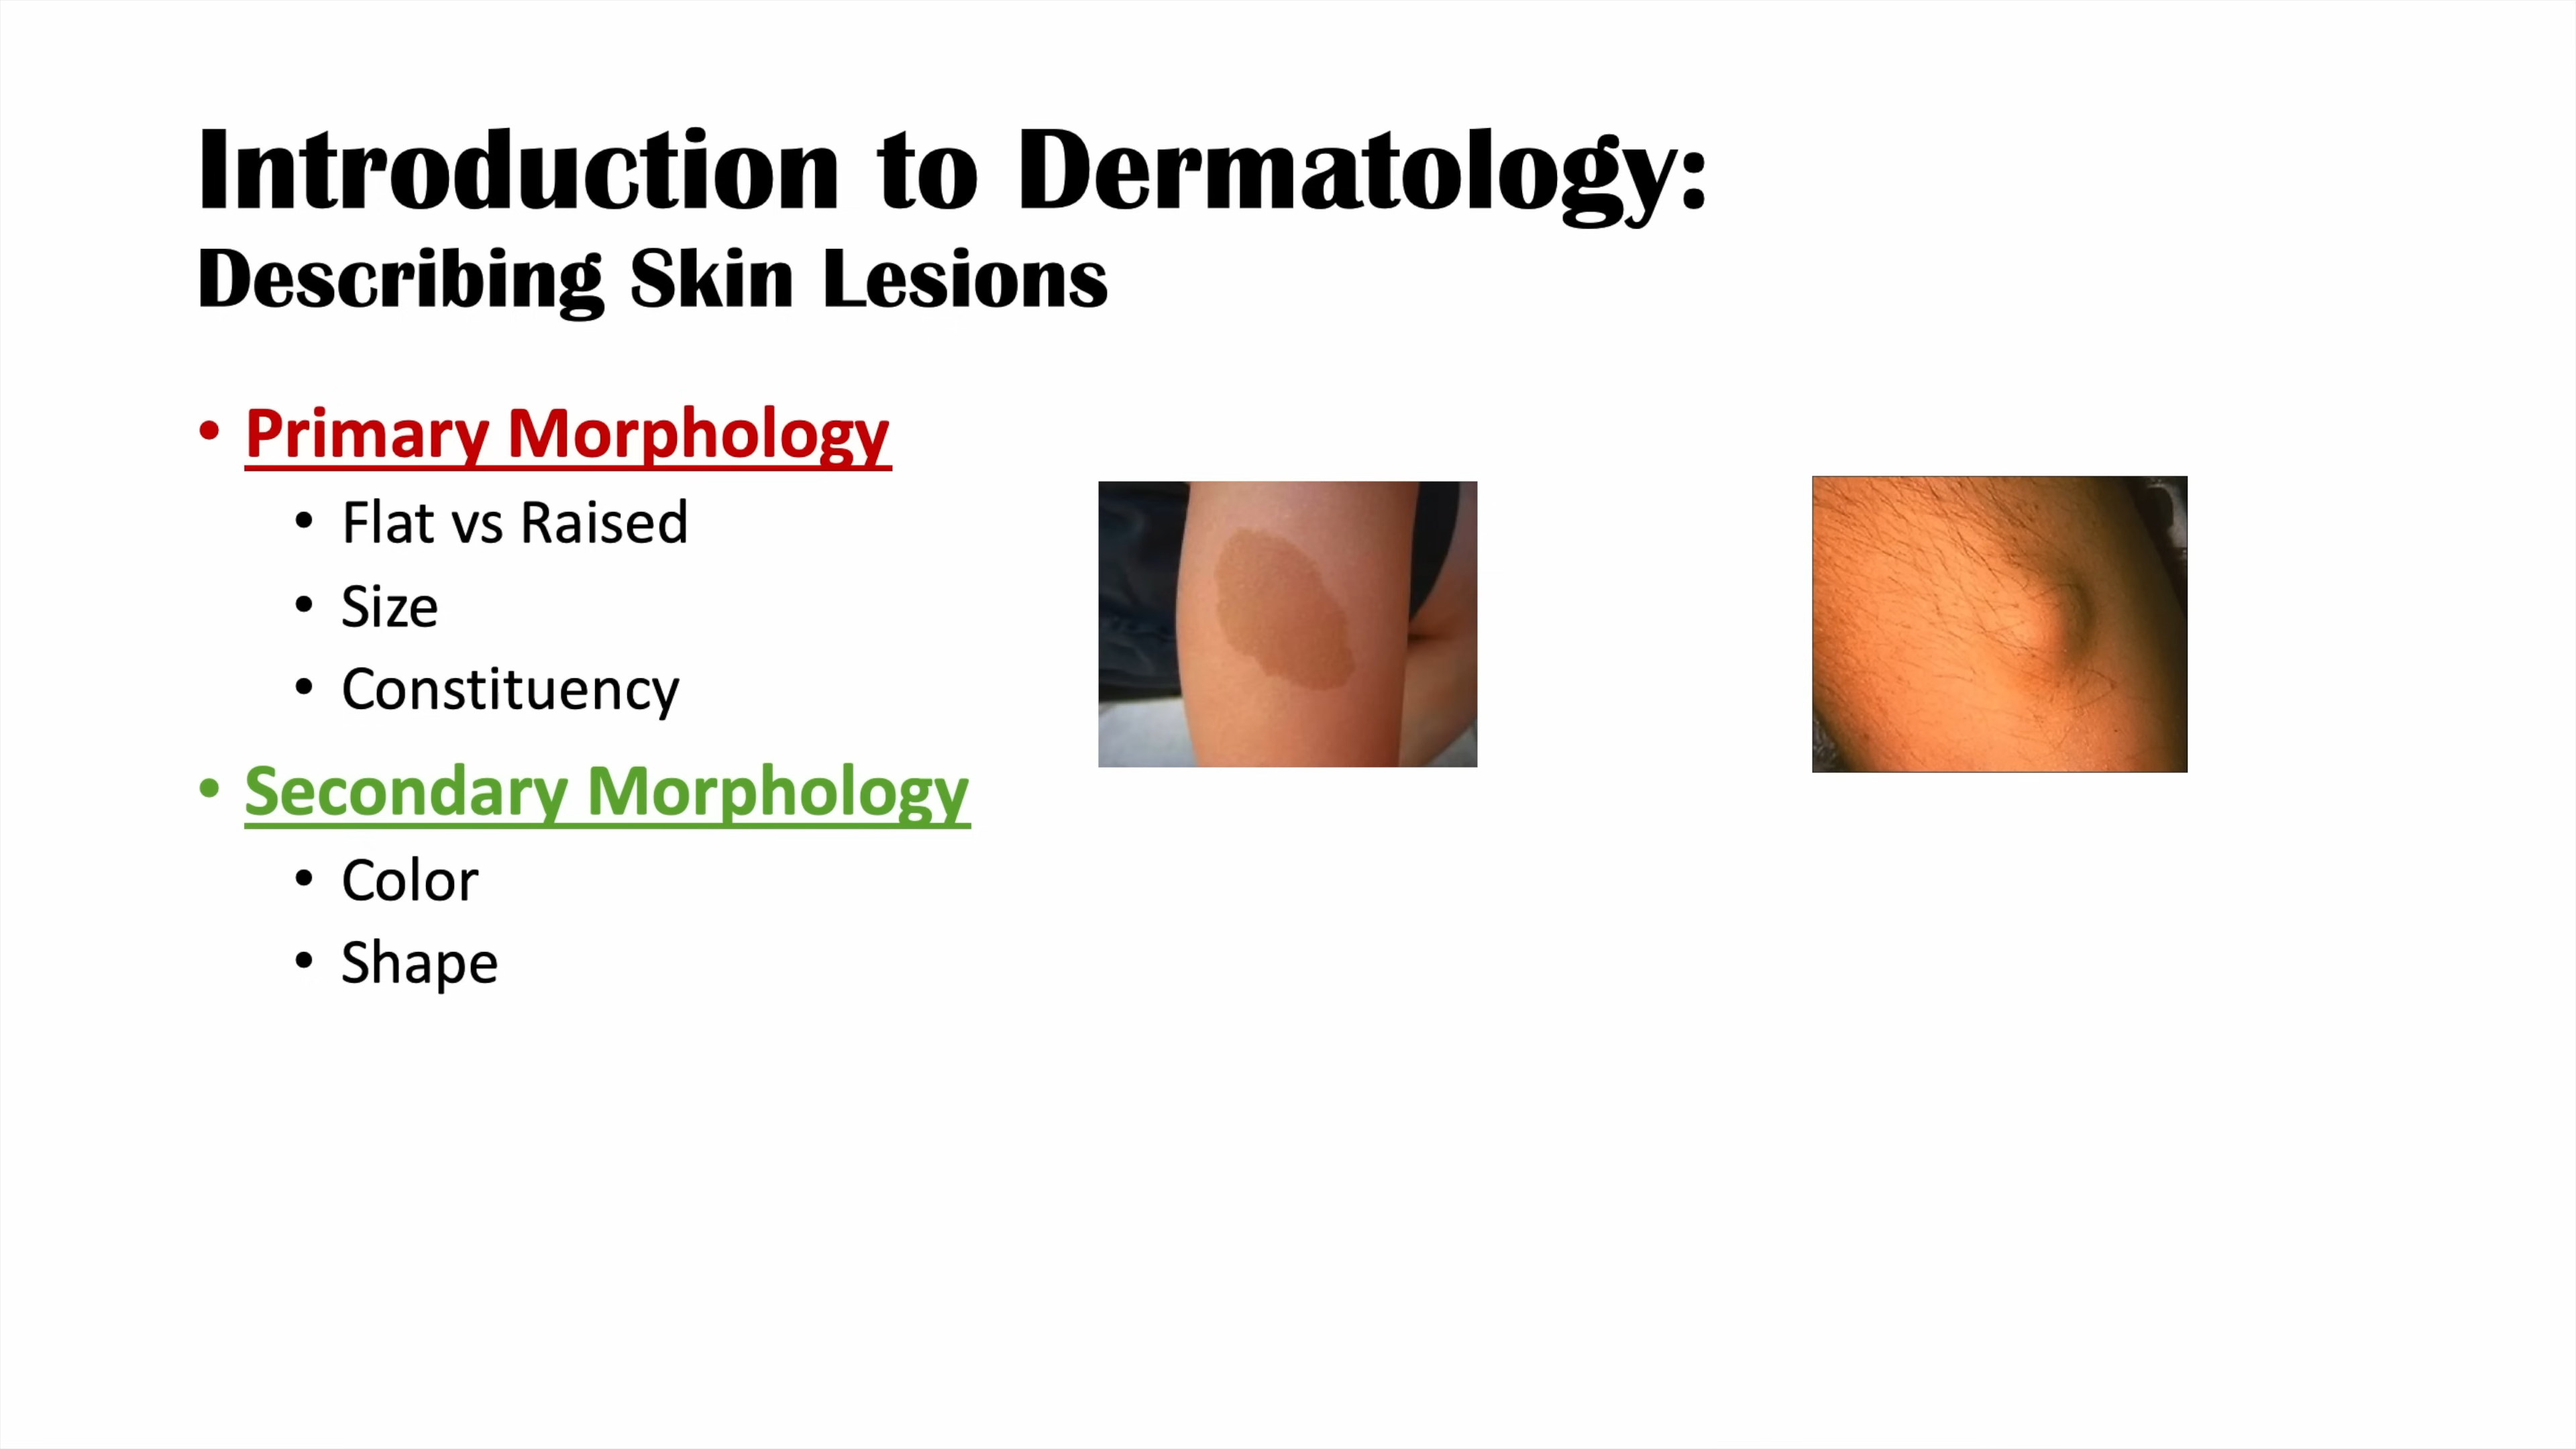 Introduction to Dermatology:
Describing Skin Lesions
• Primary Morphology
• Flat vs Raised
• Size
• Constituency
• Secondary Morphology
• Color
• Shape